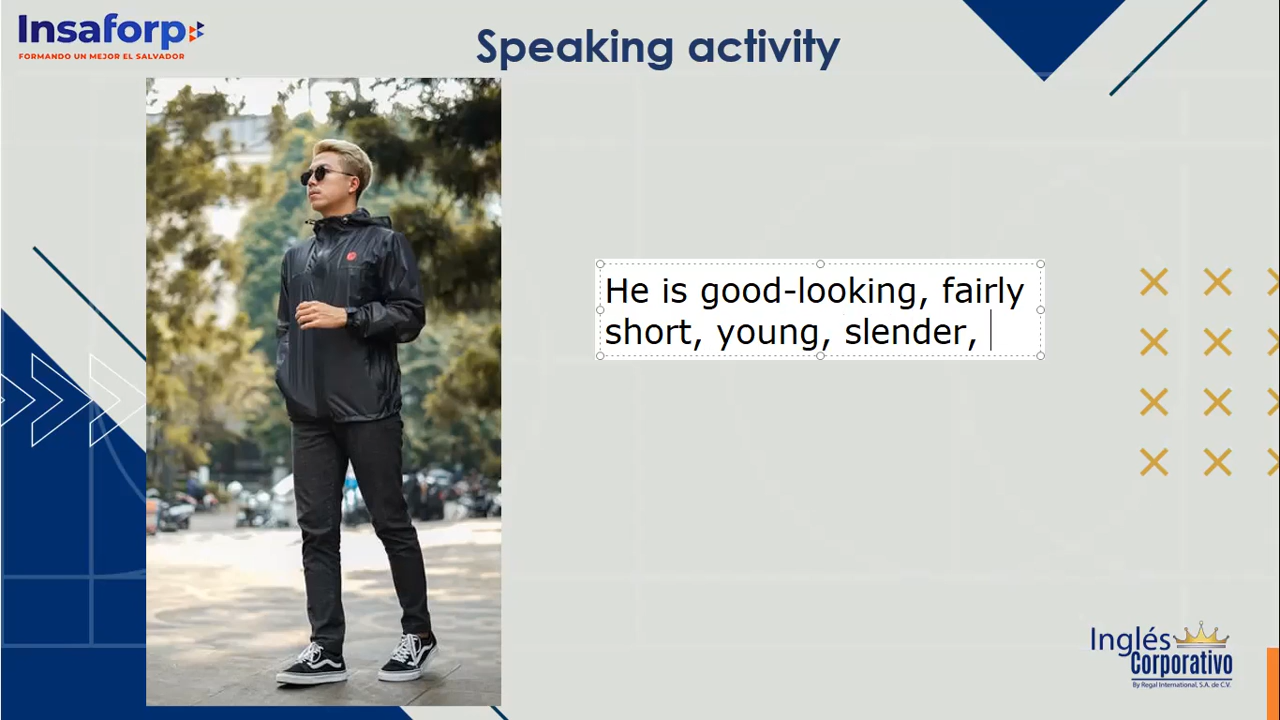 Insaforp
FORMANDO UN MEJOR EL SALVADOR
Speaking activity
He is good-looking, fairly
short, young, slender,
Inglés
Corporativo
By Regal International, S.A. de C.V.